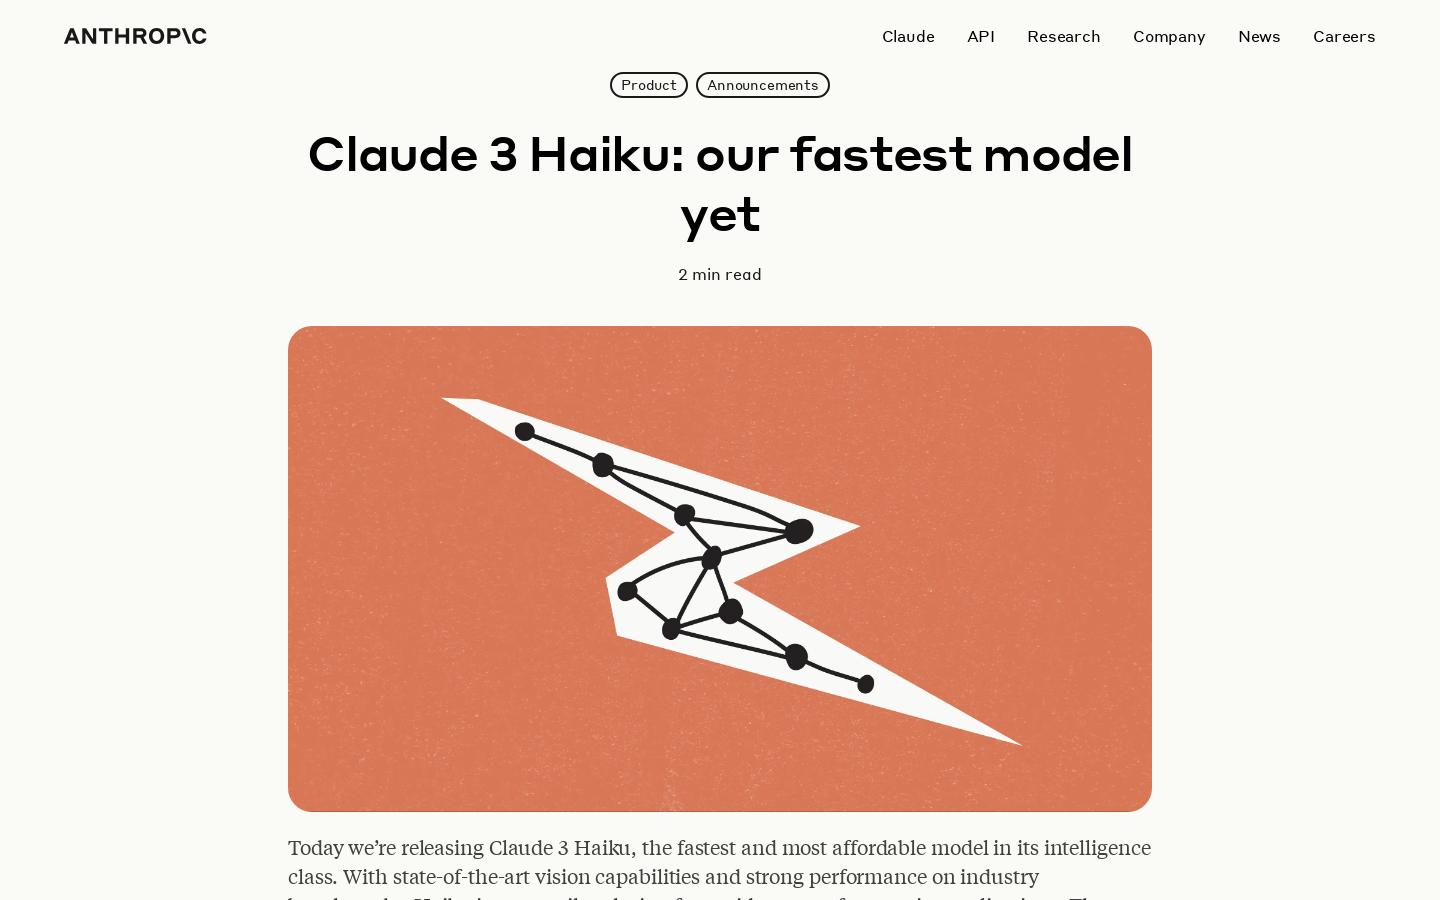 ANTHROP\C
Claude API Research Company News Careers
Product Announcements
Claude 3 Haiku: our fastest model
yet
2 min read
Today we’re releasing Claude 3 Haiku, the fastest and most affordable model in its intelligence
class. With state-of-the-art vision capabilities and strong performance on industry